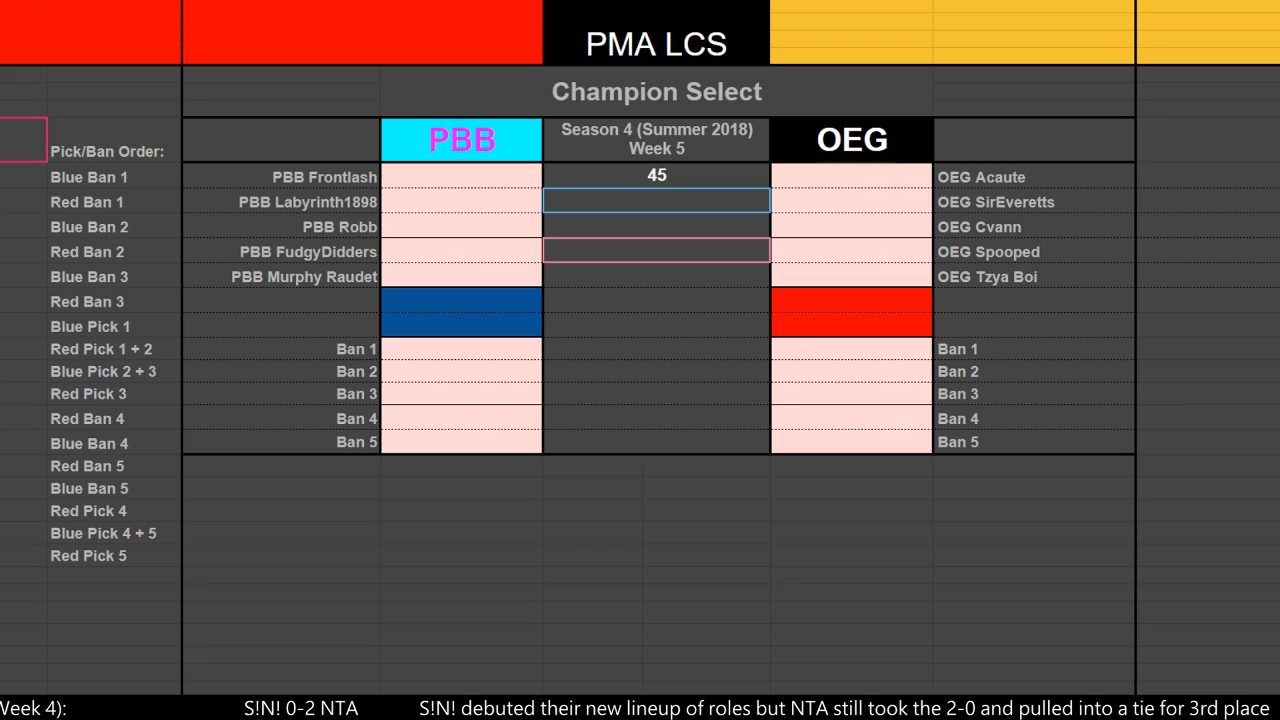 PMA LCS
Champion Select
PBB
Season 4 (Summer 2018)
Week 5
OEG
Pick/Ban Order:
Blue Ban 1
PBB Frontlash
45
OEG Acaute
Red Ban 1
PBB Labyrinth1898
OEG SirEveretts
Blue Ban 2
PBB Robb
OEG Cvann
Red Ban 2
PBB FudgyDidders
OEG Spooped
Blue Ban 3
PBB Murphy Raudet
OEG Tzya Boi
Red Ban 3
Blue Pick 1
Red Pick 1 + 2
Ban 1
Ban 1
Blue Pick 2 + 3
Ban 2
Ban 2
Red Pick 3
Ban 3
Ban 3
Red Ban 4
Ban 4
Ban 4
Blue Ban 4
Ban 5
Ban 5
Red Ban 5
Blue Ban 5
Red Pick 4
Blue Pick 4 + 5
Red Pick 5
Week 4): S!N! 0-2 NTA S!N! debuted their new lineup of roles but NTA still took the 2-0 and pulled into a tie for 3rd place